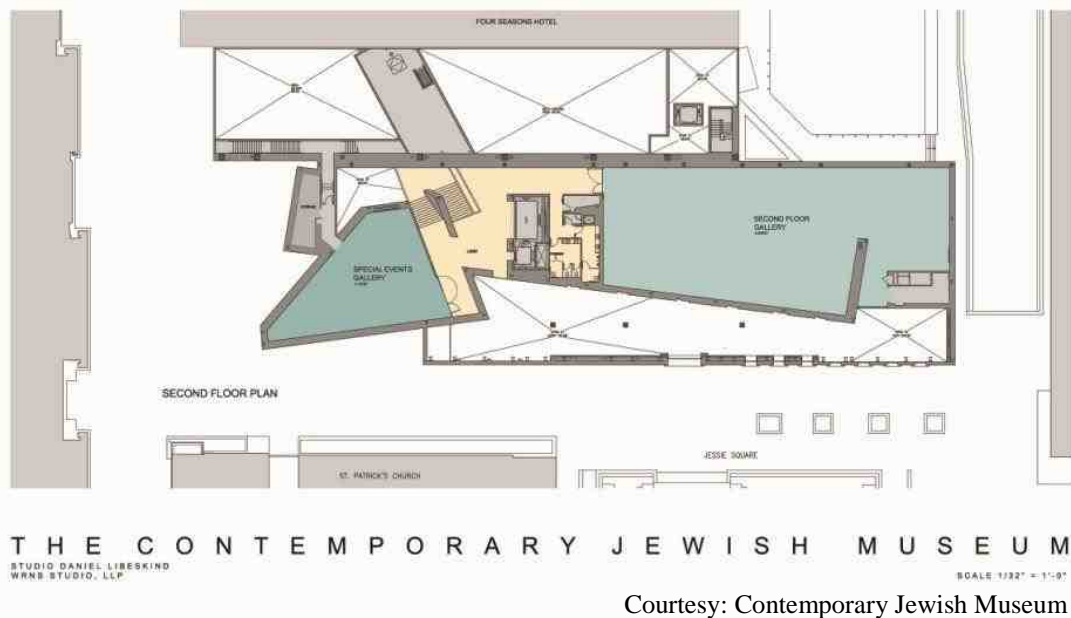 FOUR SEASONS HOTEL
SPECIAL EVENTS
GALLERY
LOBBY
SECOND FLOOR
GALLERY
SECOND FLOOR PLAN
JESSIE SQUARE
ST. PATRICK'S CHURCH
THE CONTEMPORARY JEWISH MUSEUM
STUDIO DANIEL LIBESKIND
WRNS STUDIO, LLP
SCALE 1/32" = 1'-0"
Courtesy: Contemporary Jewish Museum